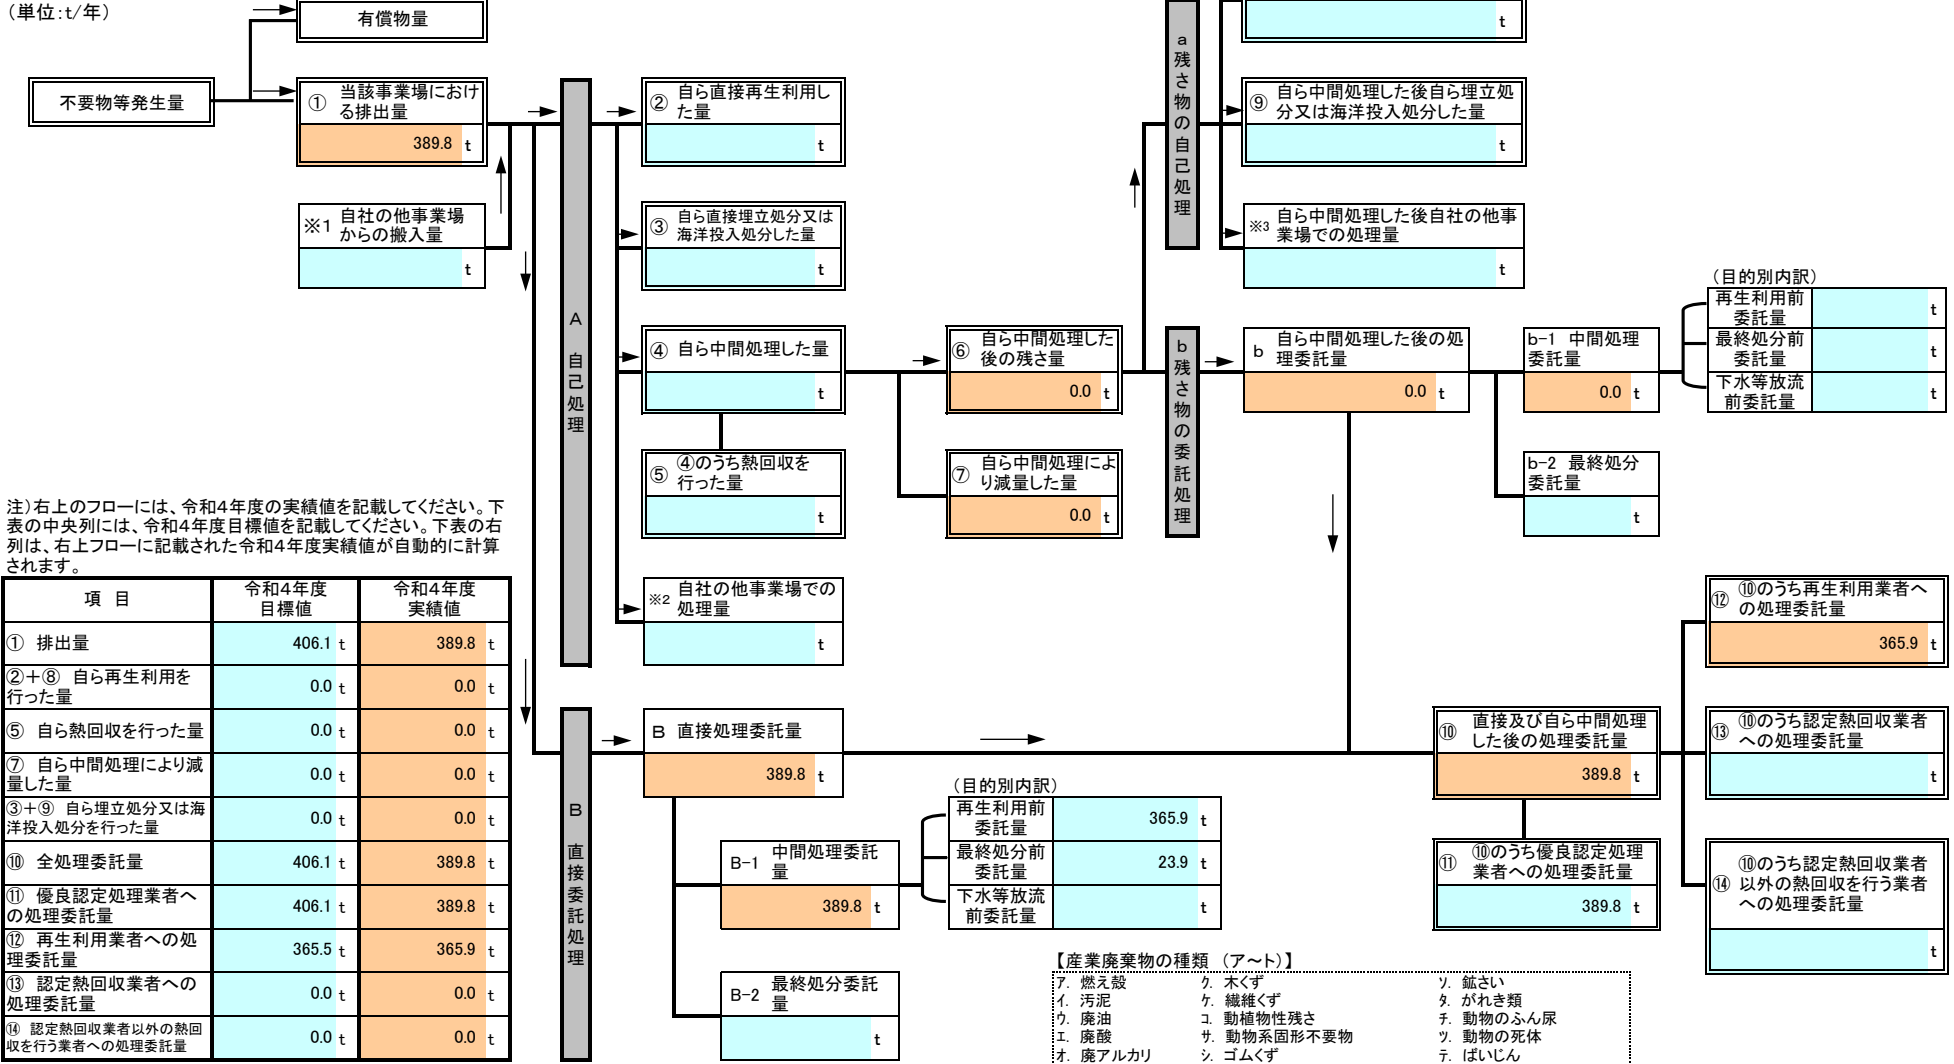 (単位:t/年)
有償物量
不要物等発生量
① 当該事業場におけ
る排出量
389.8 t
※1 自社の他事業場
からの搬入量
t
A 自己処理
② 自ら直接再生利用し
た量
t
③ 自ら直接埋立処分又は
海洋投入処分した量
t
④ 自ら中間処理した量
t
⑤ ④のうち熱回収を
行った量
t
※2 自社の他事業場での
処理量
t
⑥ 自ら中間処理した
後の残さ量
0.0 t
⑦ 自ら中間処理によ
り減量した量
0.0 t
a残さ物の自己処理
t
⑨ 自ら中間処理した後自ら埋立処
分又は海洋投入処分した量
t
※3 自ら中間処理した後自社の他事
業場での処理量
t
b残さ物の委託処理
b 自ら中間処理した後の処
理委託量
0.0 t
b-1 中間処理
委託量
0.0 t
b-2 最終処分
委託量
t
(目的別内訳)
再生利用前
委託量
t
最終処分前
委託量
t
下水等放流
前委託量
t
注)右上のフローには、令和4年度の実績値を記載してください。下
表の中央列には、令和4年度目標値を記載してください。下表の右
列は、右上フローに記載された令和4年度実績値が自動的に計算
されます。
項 目
令和4年度
目標値
令和4年度
実績値
① 排出量 406.1 t 389.8 t
②+⑧ 自ら再生利用を
行った量 0.0 t 0.0 t
⑤ 自ら熱回収を行った量 0.0 t 0.0 t
⑦ 自ら中間処理により減
量した量 0.0 t 0.0 t
③+⑨ 自ら埋立処分又は海
洋投入処分を行った量 0.0 t 0.0 t
⑩ 全処理委託量 406.1 t 389.8 t
⑪ 優良認定処理業者へ
の処理委託量 406.1 t 389.8 t
⑫ 再生利用業者への処
理委託量 365.5 t 365.9 t
⑬ 認定熱回収業者への
処理委託量 0.0 t 0.0 t
⑭ 認定熱回収業者以外の熱回
収を行う業者への処理委託量 0.0 t 0.0 t
B 直接委託処理
B 直接処理委託量
389.8 t
B-1 中間処理委託
量
389.8 t
B-2 最終処分委託
量
t
(目的別内訳)
再生利用前
委託量
365.9 t
最終処分前
委託量
23.9 t
下水等放流
前委託量
t
⑩ 直接及び自ら中間処理
した後の処理委託量
389.8 t
⑪ ⑩のうち優良認定処理
業者への処理委託量
389.8 t
⑫ ⑩のうち再生利用業者へ
の処理委託量
365.9 t
⑬ ⑩のうち認定熱回収業者
への処理委託量
t
⑭ ⑩のうち認定熱回収業者
以外の熱回収を行う業者
への処理委託量
t
【産業廃棄物の種類 (ア~ト)】
ア. 燃え殻 ク. 木くず ソ. 鉱さい
イ. 汚泥 ケ. 繊維くず タ. がれき類
ウ. 廃油 コ. 動植物性残さ チ. 動物のふん尿
エ. 廃酸 サ. 動物系固形不要物 ツ. 動物の死体
オ. 廃アルカリ シ. ゴムくず テ. ばいじん